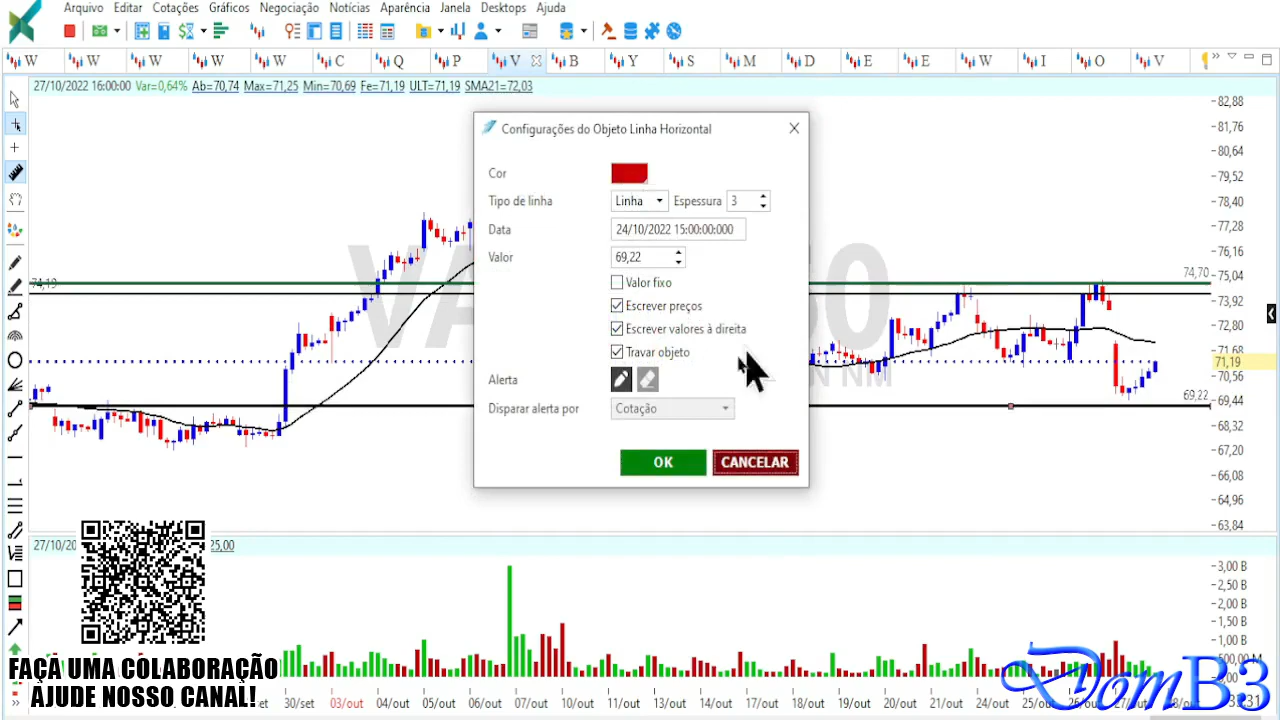 Arquivo Editar Cotações Gráficos Negociação Notícias Aparência Janela Desktops Ajuda
W W W W W C Q P V B Y S M D E E W I O V
27/10/2022 16:00:00 Var=0,64% Ab=70,74 Max=71,25 Min=70,69 Fe=71,19 ULT=71,19 SMA21=72,03
Configurações do Objeto Linha Horizontal
Cor
Tipo de linha Linha Espessura 3
Data 24/10/2022 15:00:00:000
Valor 69,22
Valor fixo
Escrever preços
Escrever valores à direita
Travar objeto
Alerta
Disparar alerta por Cotação
OK CANCELAR
74,19
74,70
69,22
82,88
81,76
80,64
79,52
78,40
77,28
76,16
75,04
73,92
72,80
71,68
71,19
70,56
69,44
68,32
67,20
66,08
64,96
63,84
25,00
3,00 B
2,50 B
2,00 B
1,50 B
1,00 B
FAÇA UMA COLABORAÇÃO
AJUDE NOSSO CANAL!
30/set 03/out 04/out 05/out 06/out 07/out 10/out 11/out 13/out 14/out 17/out 18/out 19/out 20/out 21/out 24/out 25/out
DomB3